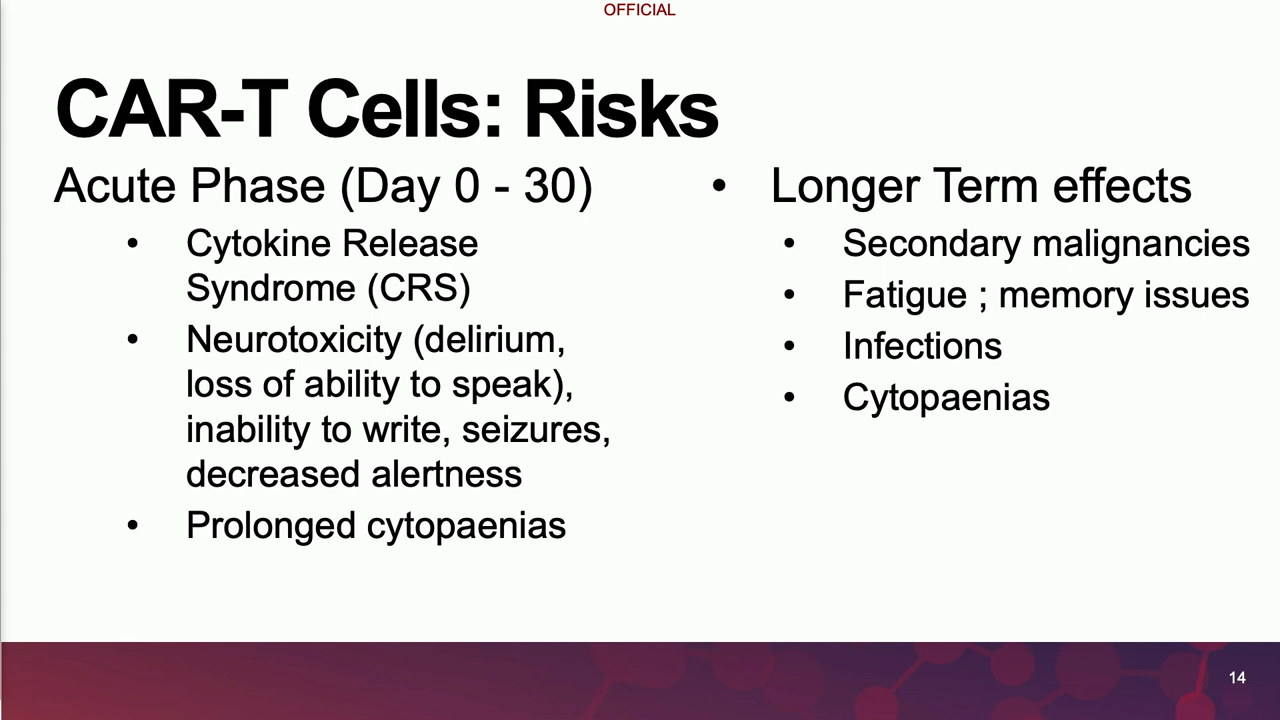 OFFICIAL
CAR-T Cells: Risks
Acute Phase (Day 0 - 30)
• Cytokine Release
Syndrome (CRS)
• Neurotoxicity (delirium,
loss of ability to speak),
inability to write, seizures,
decreased alertness
• Prolonged cytopaenias
• Longer Term effects
• Secondary malignancies
• Fatigue ; memory issues
• Infections
• Cytopaenias
14